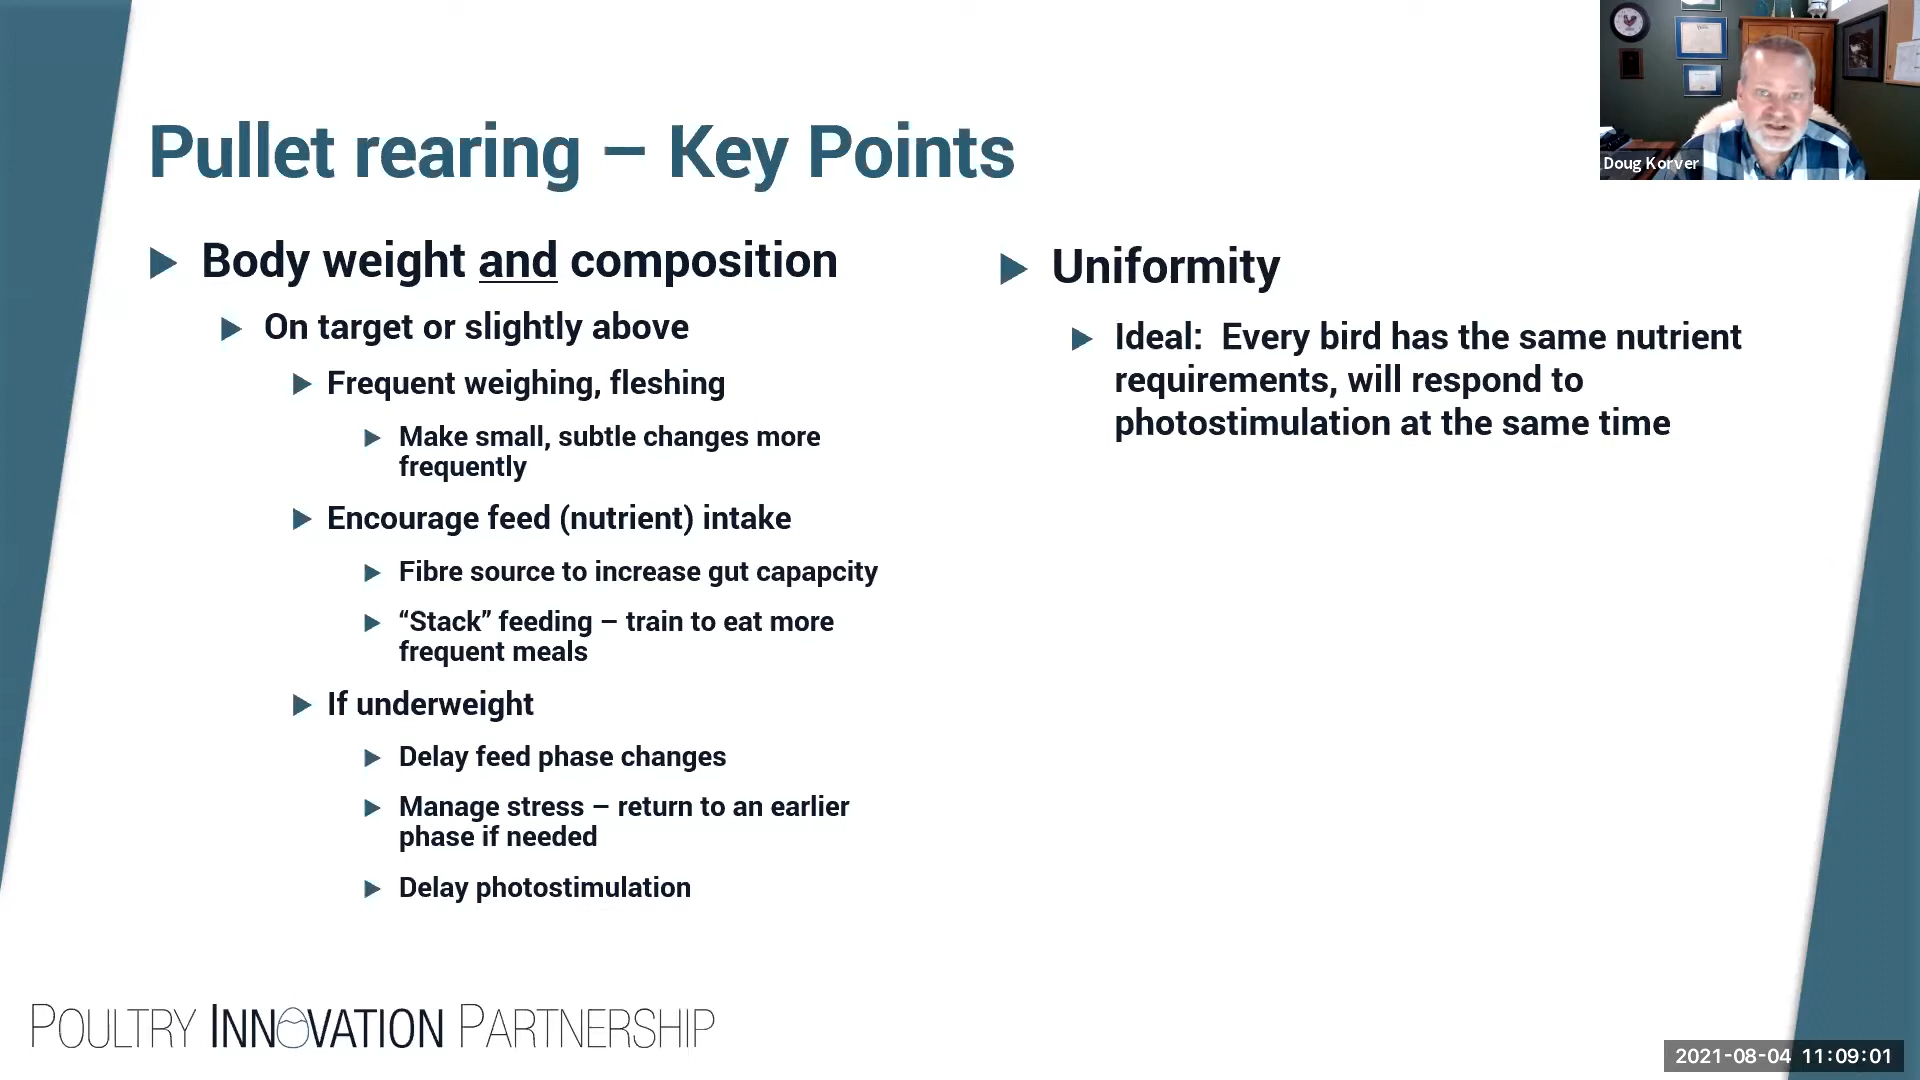 Pullet rearing – Key Points
Body weight and composition
On target or slightly above
Frequent weighing, fleshing
Make small, subtle changes more
frequently
Encourage feed (nutrient) intake
Fibre source to increase gut capapcity
“Stack” feeding – train to eat more
frequent meals
If underweight
Delay feed phase changes
Manage stress – return to an earlier
phase if needed
Delay photostimulation
Uniformity
Ideal:  Every bird has the same nutrient
requirements, will respond to
photostimulation at the same time
Doug Korver
POULTRY INNOVATION PARTNERSHIP
2021-08-04 11:09:01